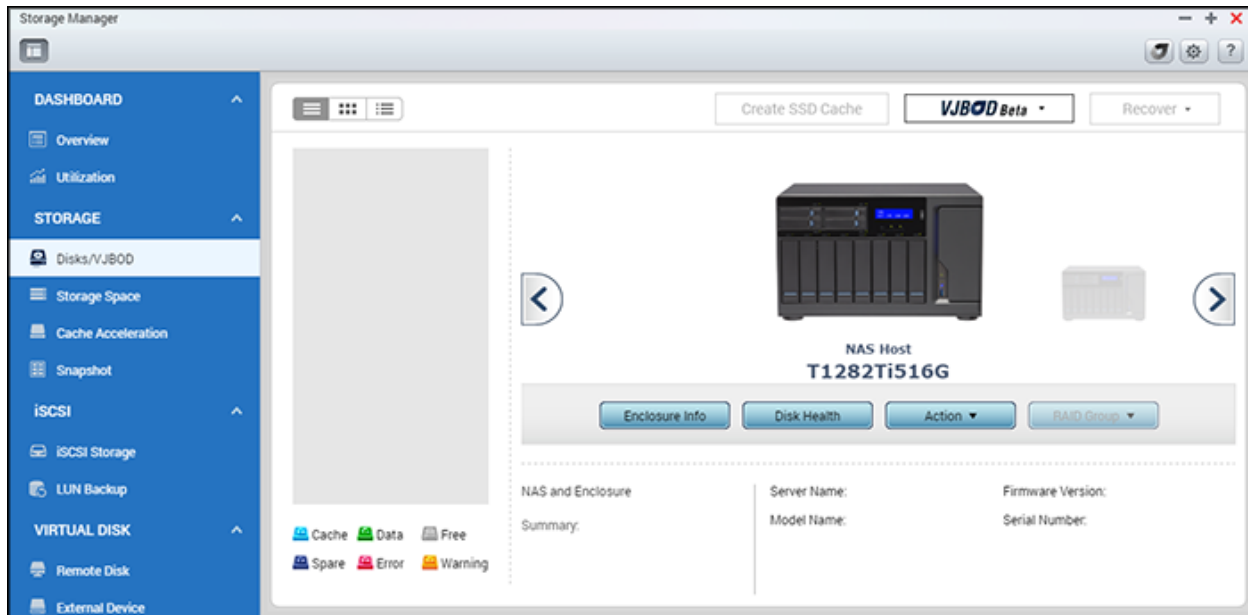 Storage Manager
DASHBOARD
Overview
Utilization
STORAGE
Disks/VJBOD
Storage Space
Cache Acceleration
Snapshot
iSCSI
iSCSI Storage
LUN Backup
VIRTUAL DISK
Remote Disk
External Device
Create SSD Cache
VJBOD Beta
Recover
NAS Host
T1282Ti516G
Enclosure Info
Disk Health
Action
RAID Group
Cache Data Free
Spare Error Warning
NAS and Enclosure
Summary:
Server Name:
Model Name:
Firmware Version:
Serial Number: